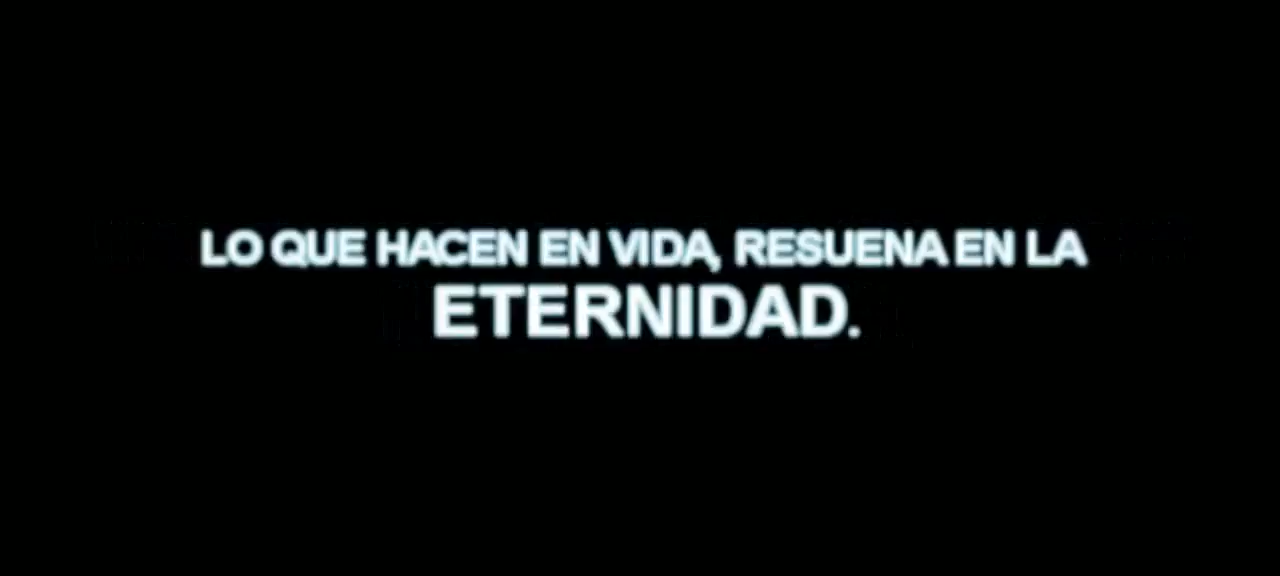 LO QUE HACEN EN VIDA, RESUENA EN LA
ETERNIDAD.